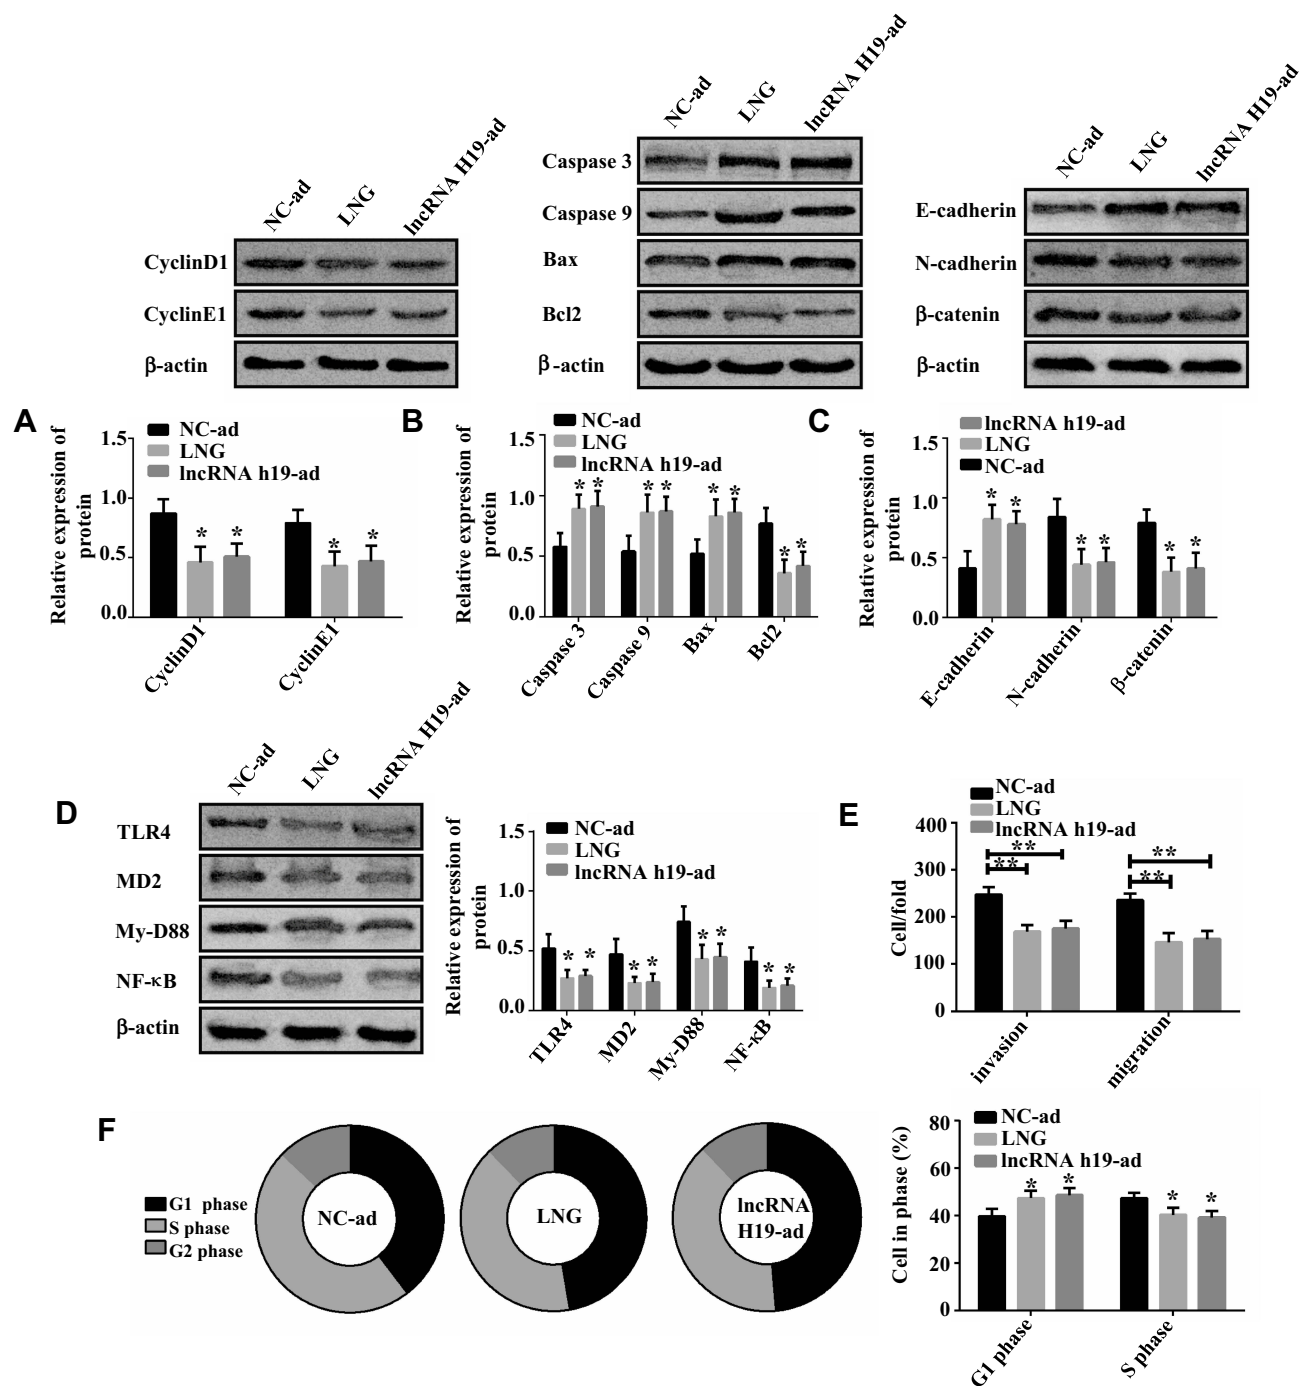 NC-ad
LNG
lncRNA H19-ad
CyclinD1
CyclinE1
β-actin
NC-ad
LNG
lncRNA H19-ad
Caspase 3
Caspase 9
Bax
Bcl2
β-actin
NC-ad
LNG
lncRNA H19-ad
E-cadherin
N-cadherin
β-catenin
β-actin
A
Relative expression of
protein
1.5
1.0
0.5
0.0
NC-ad
LNG
lncRNA h19-ad
* *
* *
CyclinD1
CyclinE1
B
Relative expression of
protein
1.5
1.0
0.5
0.0
NC-ad
LNG
lncRNA h19-ad
* *
* *
* *
* *
Caspase 3
Caspase 9
Bax
Bcl2
C
Relative expression of
protein
1.5
1.0
0.5
0.0
lncRNA h19-ad
LNG
NC-ad
* *
* *
* *
E-cadherin
N-cadherin
β-catenin
D
NC-ad
LNG
lncRNA H19-ad
TLR4
MD2
My-D88
NF-κB
β-actin
Relative expression of
protein
1.5
1.0
0.5
0.0
NC-ad
LNG
lncRNA h19-ad
* *
* *
* *
* *
TLR4
MD2
My-D88
NF-κB
E
Cell/fold
400
300
200
100
0
NC-ad
LNG
lncRNA h19-ad
**
**
**
**
invasion
migration
F
G1 phase
S phase
G2 phase
NC-ad
LNG
lncRNA
H19-ad
Cell in phase (%)
80
60
40
20
0
NC-ad
LNG
lncRNA h19-ad
* *
* *
G1 phase
S phase